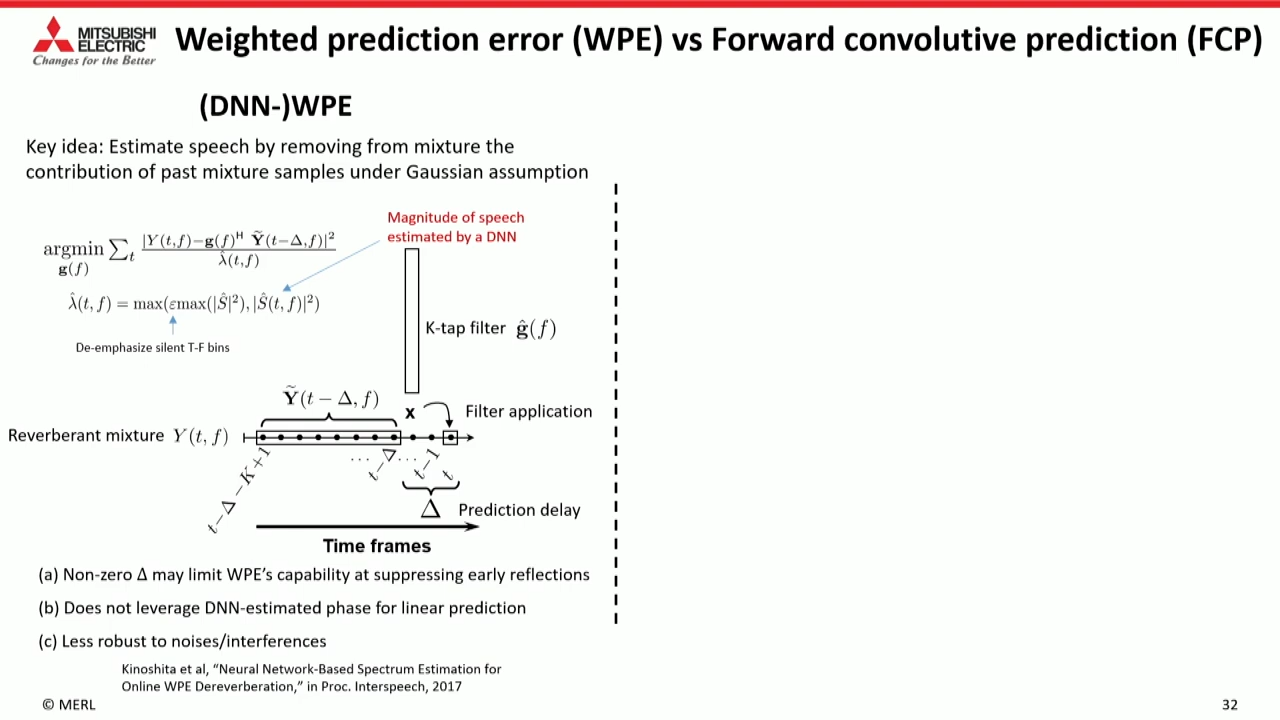 MITSUBISHI
ELECTRIC
Changes for the Better
Weighted prediction error (WPE) vs Forward convolutive prediction (FCP)
(DNN-)WPE
Key idea: Estimate speech by removing from mixture the
contribution of past mixture samples under Gaussian assumption
Magnitude of speech
estimated by a DNN
argmin_{g(f)} ∑_t |Y(t,f)−g(f)^H Ỹ(t−Δ,f)|² / λ̂(t,f)
λ̂(t, f) = max(εmax(|Ŝ|²), |Ŝ(t, f)|²)
De-emphasize silent T-F bins
K-tap filter ĝ(f)
Ỹ(t − Δ, f)
x
Filter application
Reverberant mixture Y(t, f)
t−Δ−K+1
...
t−Δ
...
t−1
t
Δ Prediction delay
Time frames
(a) Non-zero Δ may limit WPE’s capability at suppressing early reflections
(b) Does not leverage DNN-estimated phase for linear prediction
(c) Less robust to noises/interferences
Kinoshita et al, “Neural Network-Based Spectrum Estimation for
Online WPE Dereverberation,” in Proc. Interspeech, 2017
© MERL
32